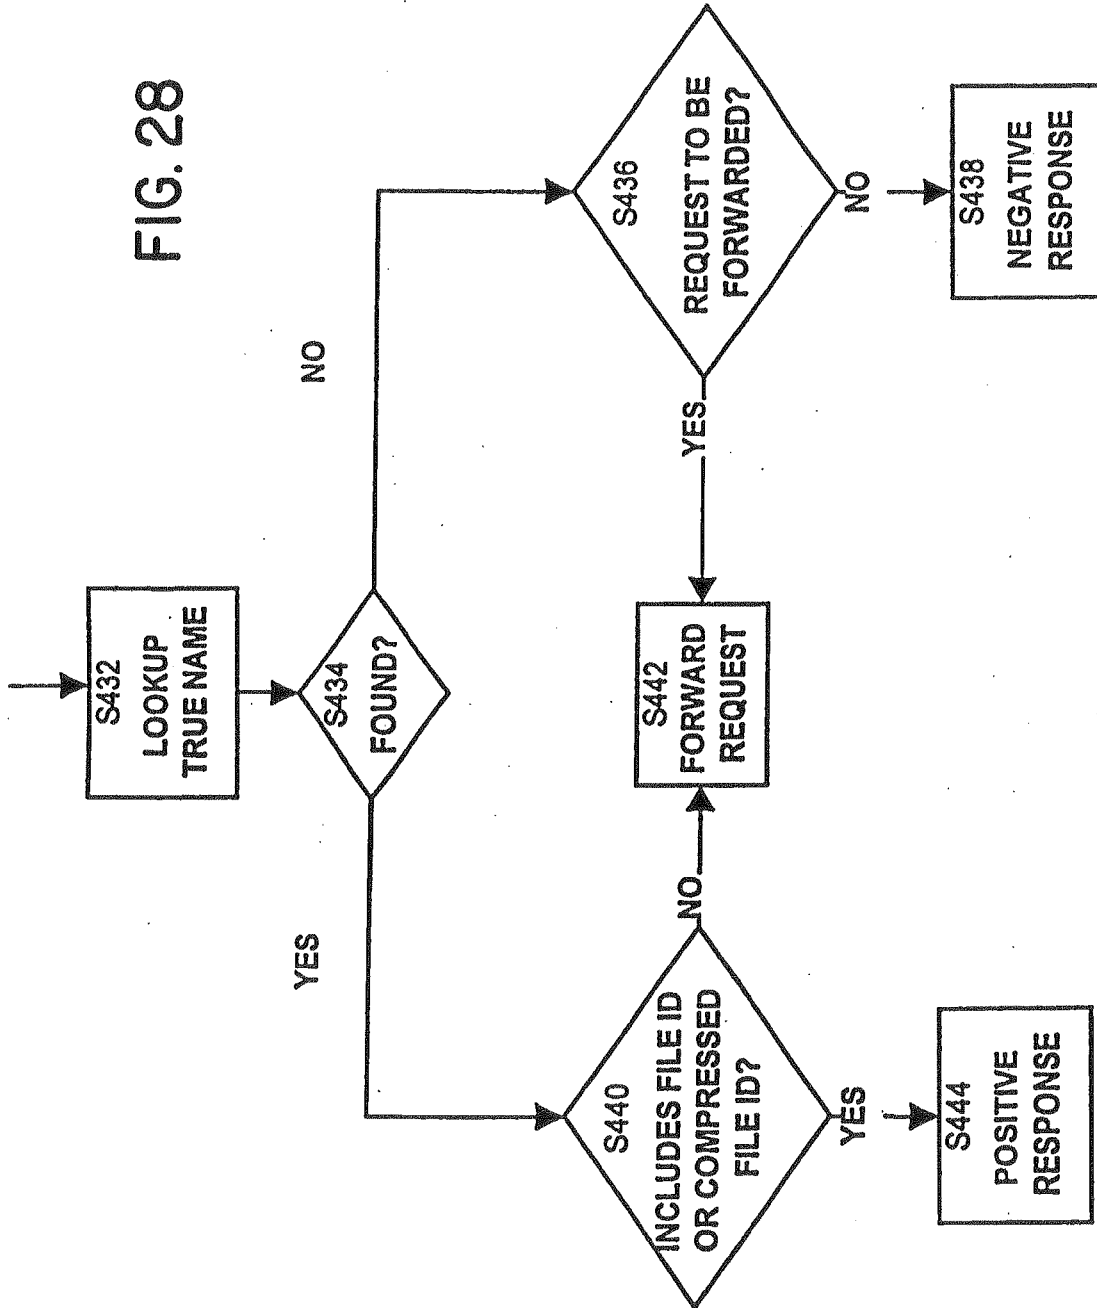 FIG. 28
S432
LOOKUP
TRUE NAME
S434
FOUND?
YES
NO
S440
INCLUDES FILE ID
OR COMPRESSED
FILE ID?
NO
YES
S442
FORWARD
REQUEST
S436
REQUEST TO BE
FORWARDED?
YES
NO
S444
POSITIVE
RESPONSE
S438
NEGATIVE
RESPONSE